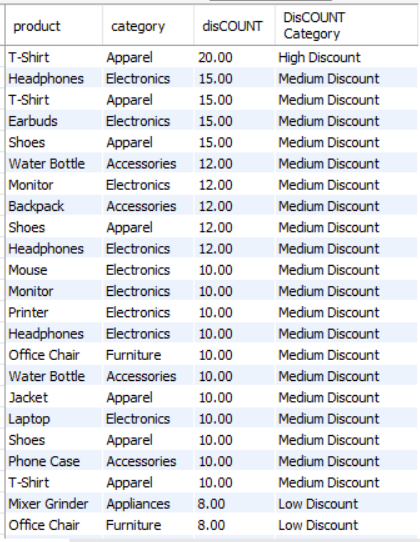 product category disCOUNT DisCOUNT Category
T-Shirt Apparel 20.00 High Discount
Headphones Electronics 15.00 Medium Discount
T-Shirt Apparel 15.00 Medium Discount
Earbuds Electronics 15.00 Medium Discount
Shoes Apparel 15.00 Medium Discount
Water Bottle Accessories 12.00 Medium Discount
Monitor Electronics 12.00 Medium Discount
Backpack Accessories 12.00 Medium Discount
Shoes Apparel 12.00 Medium Discount
Headphones Electronics 12.00 Medium Discount
Mouse Electronics 10.00 Medium Discount
Monitor Electronics 10.00 Medium Discount
Printer Electronics 10.00 Medium Discount
Headphones Electronics 10.00 Medium Discount
Office Chair Furniture 10.00 Medium Discount
Water Bottle Accessories 10.00 Medium Discount
Jacket Apparel 10.00 Medium Discount
Laptop Electronics 10.00 Medium Discount
Shoes Apparel 10.00 Medium Discount
Phone Case Accessories 10.00 Medium Discount
T-Shirt Apparel 10.00 Medium Discount
Mixer Grinder Appliances 8.00 Low Discount
Office Chair Furniture 8.00 Low Discount